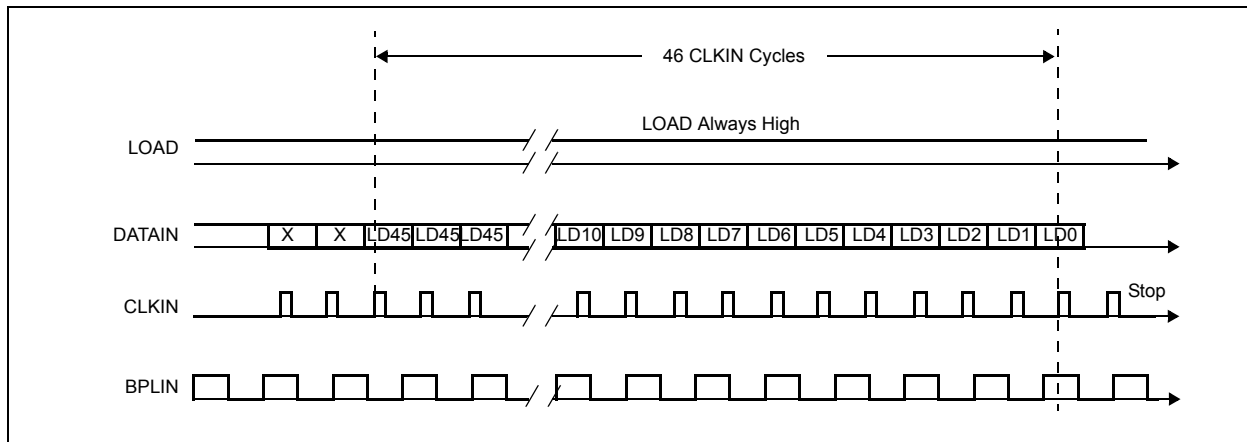 46 CLKIN Cycles
LOAD Always High
LOAD
DATAIN
X X LD45 LD45 LD45 LD10 LD9 LD8 LD7 LD6 LD5 LD4 LD3 LD2 LD1 LD0
CLKIN
Stop
BPLIN